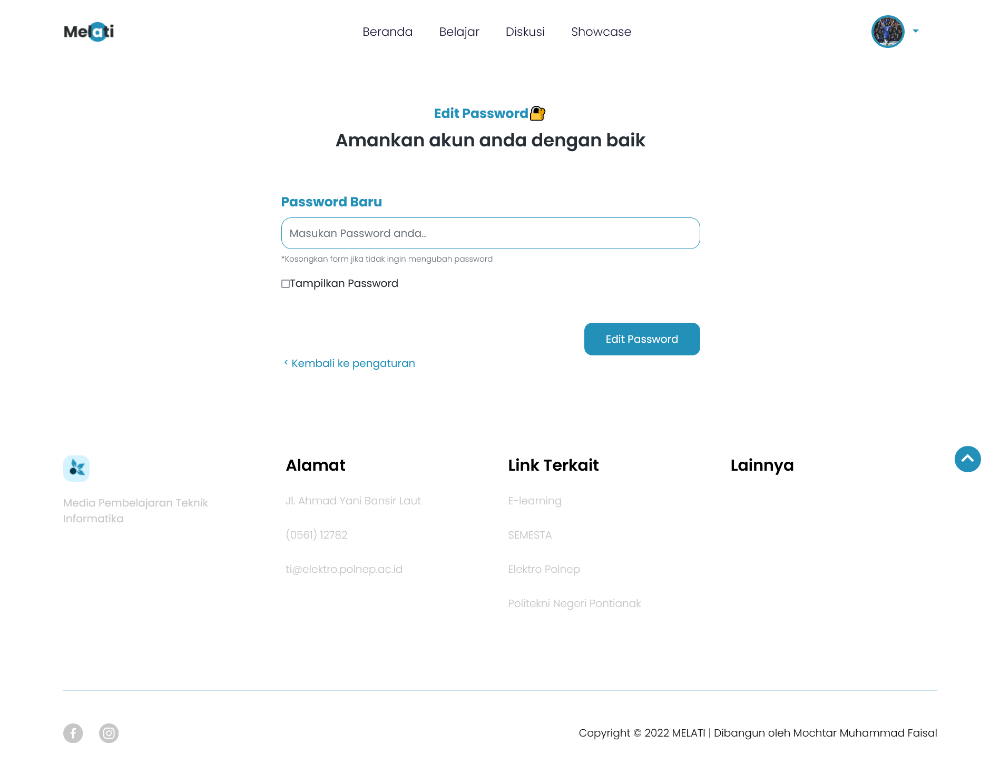 Melati
Beranda
Belajar
Diskusi
Showcase
Edit Password
Amankan akun anda dengan baik
Password Baru
Masukan Password anda..
*Kosongkan form jika tidak ingin mengubah password
Tampilkan Password
Edit Password
Kembali ke pengaturan
Media Pembelajaran Teknik
Informatika
Alamat
Jl. Ahmad Yani Bansir Laut
(0561) 12782
ti@elektro.polnep.ac.id
Link Terkait
E-learning
SEMESTA
Elektro Polnep
Politekni Negeri Pontianak
Lainnya
Copyright © 2022 MELATI | Dibangun oleh Mochtar Muhammad Faisal